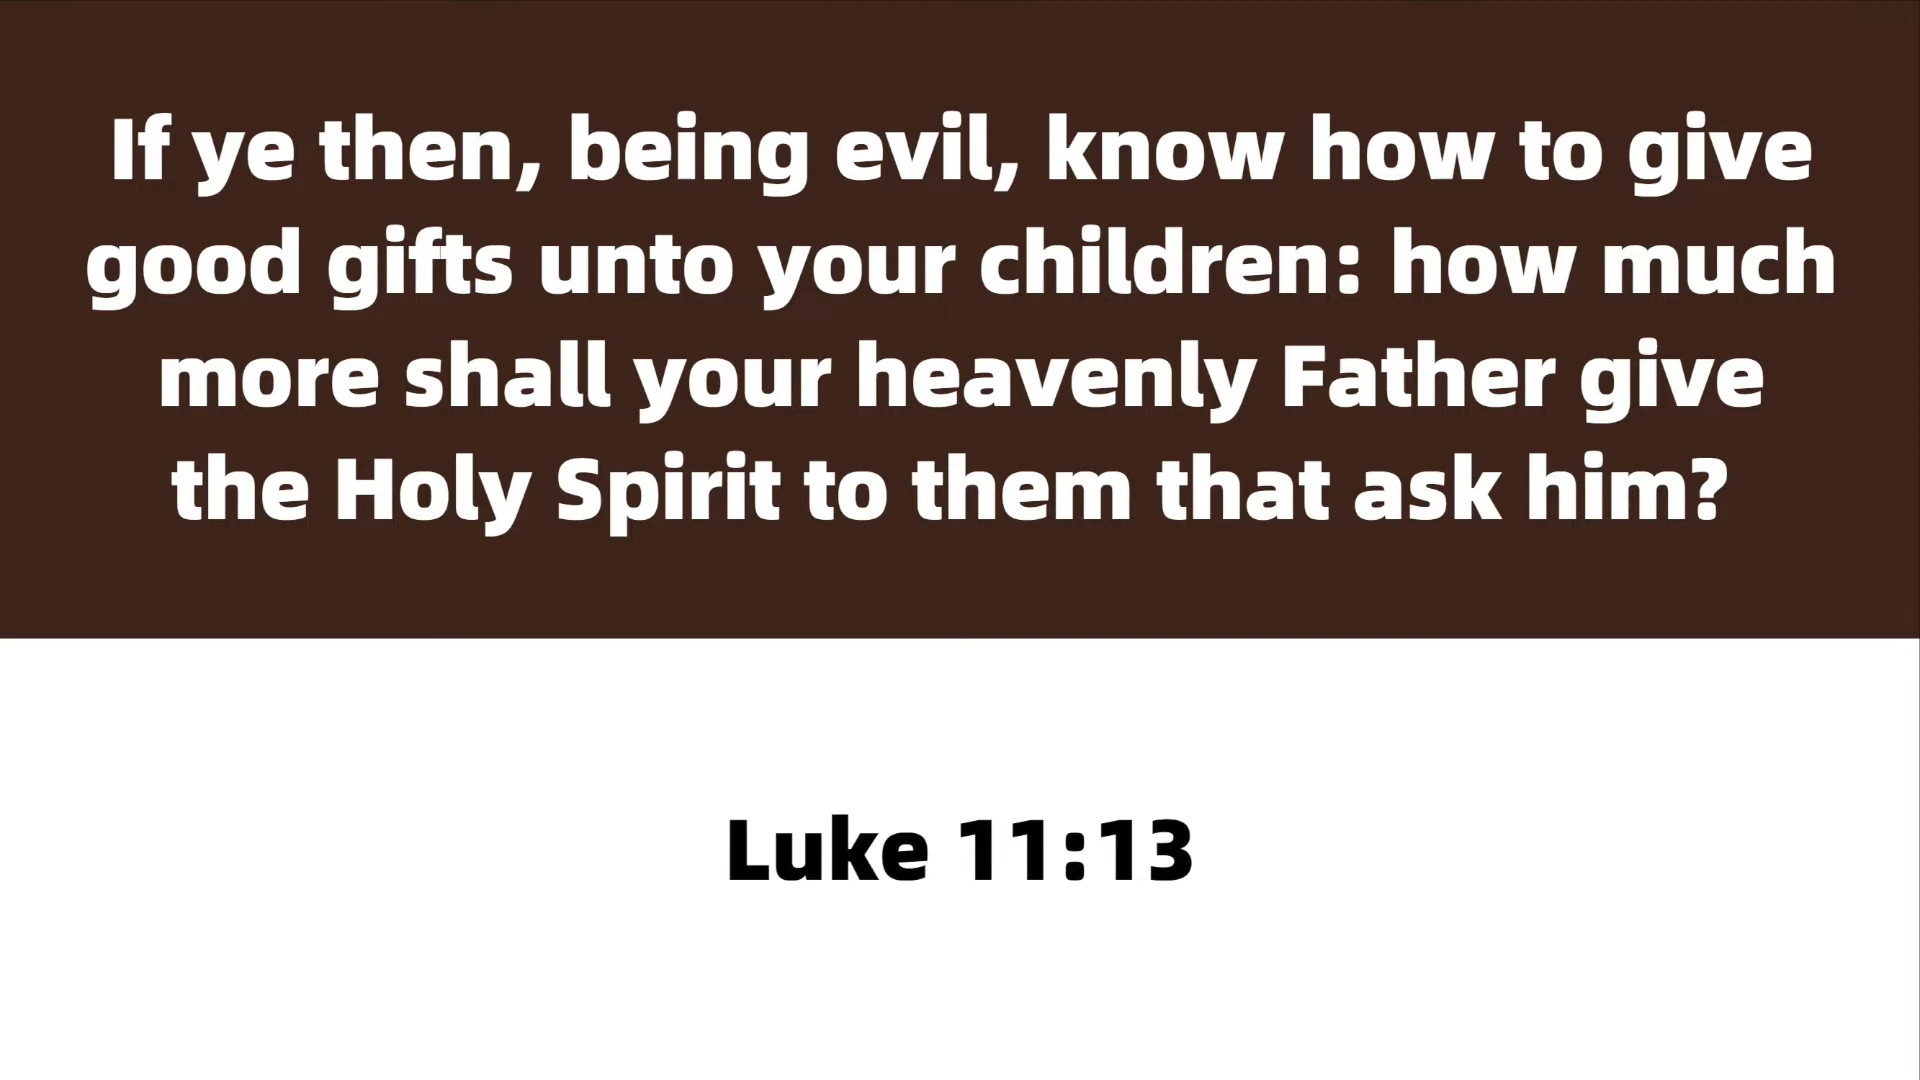 If ye then, being evil, know how to give
good gifts unto your children: how much
more shall your heavenly Father give
the Holy Spirit to them that ask him?
Luke 11:13